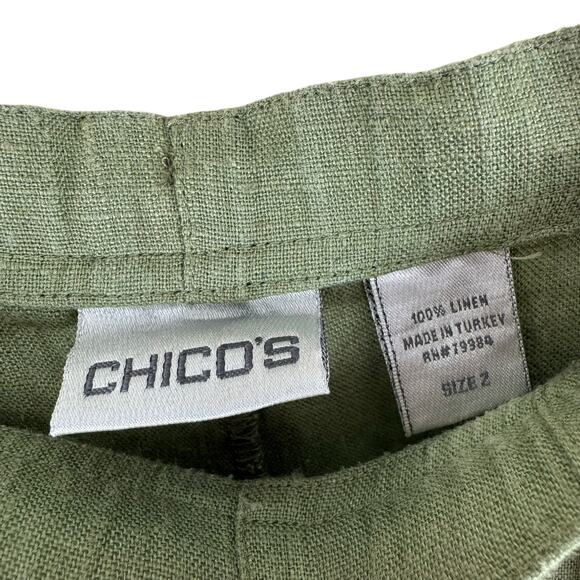 CHICO'S
100% LINEN
MADE IN TURKEY
RN#79984
SIZE 2